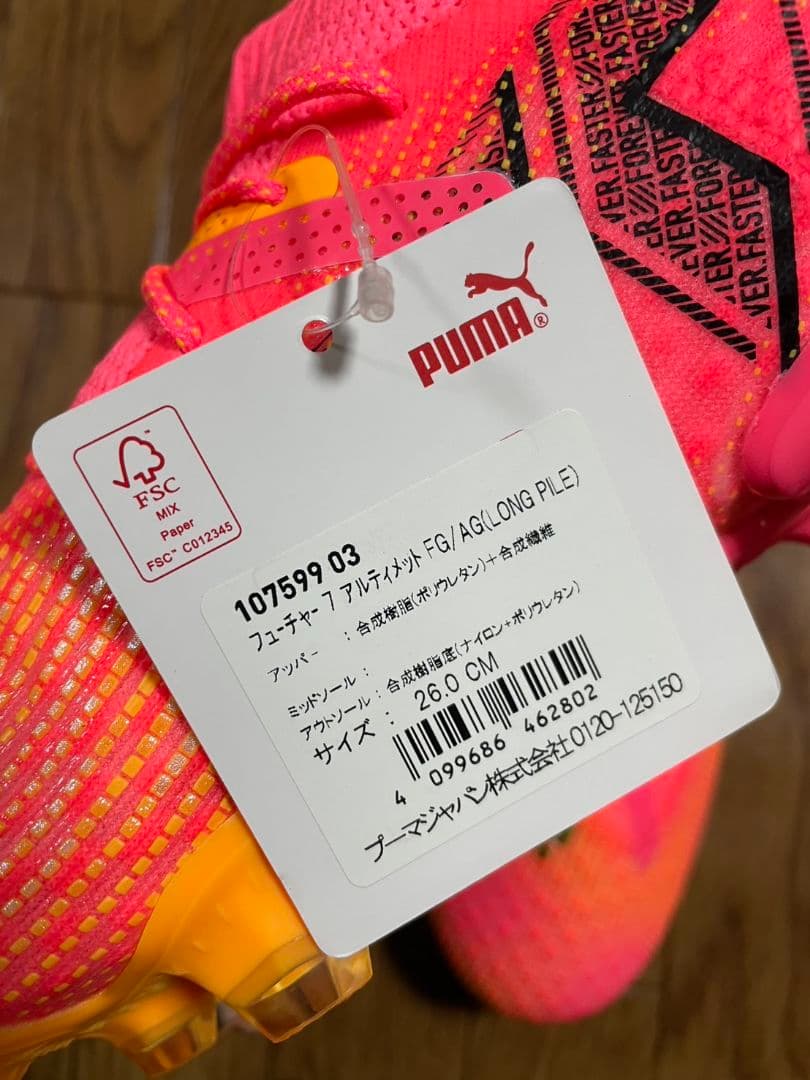 FOREVER.FASTER
PUMA®
FSC™
MIX
Paper
FSC™ C012345
107599 03
フューチャー 7 アルティメット FG/AG(LONG PILE)
アッパー : 合成樹脂(ポリウレタン)+合成繊維
ミッドソール :
アウトソール : 合成樹脂底(ナイロン+ポリウレタン)
サイズ : 26.0 CM
4 099686 462802
プーマジャパン株式会社 0120-125150